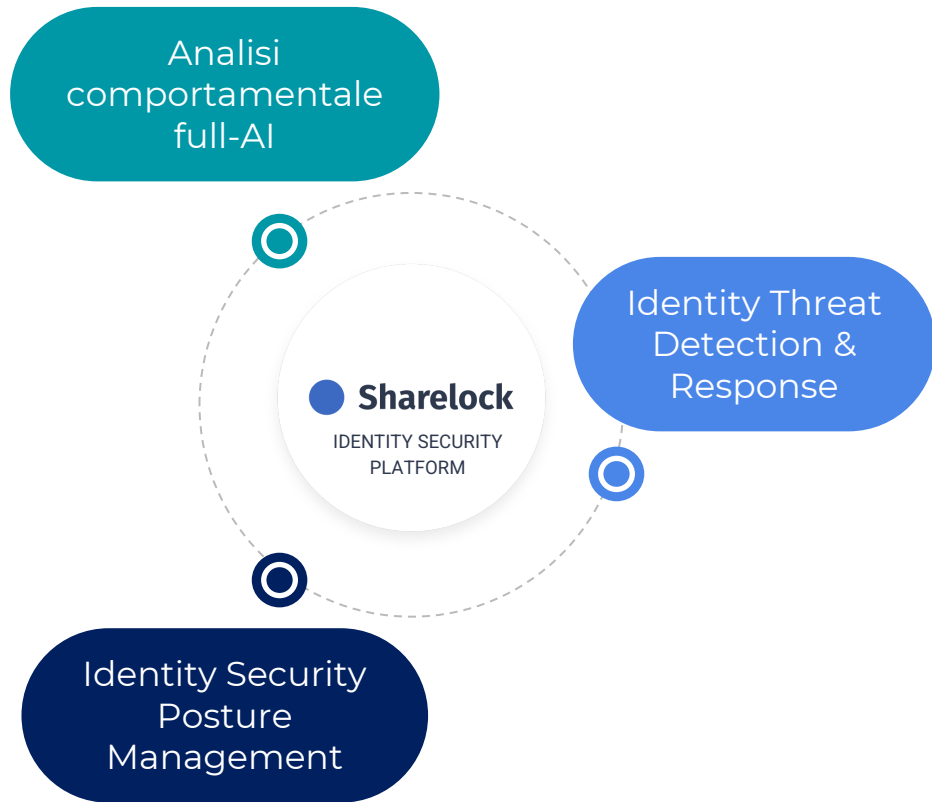 Analisi
comportamentale
full-AI
Identity Threat
Detection &
Response
Sharelock
IDENTITY SECURITY
PLATFORM
Identity Security
Posture
Management